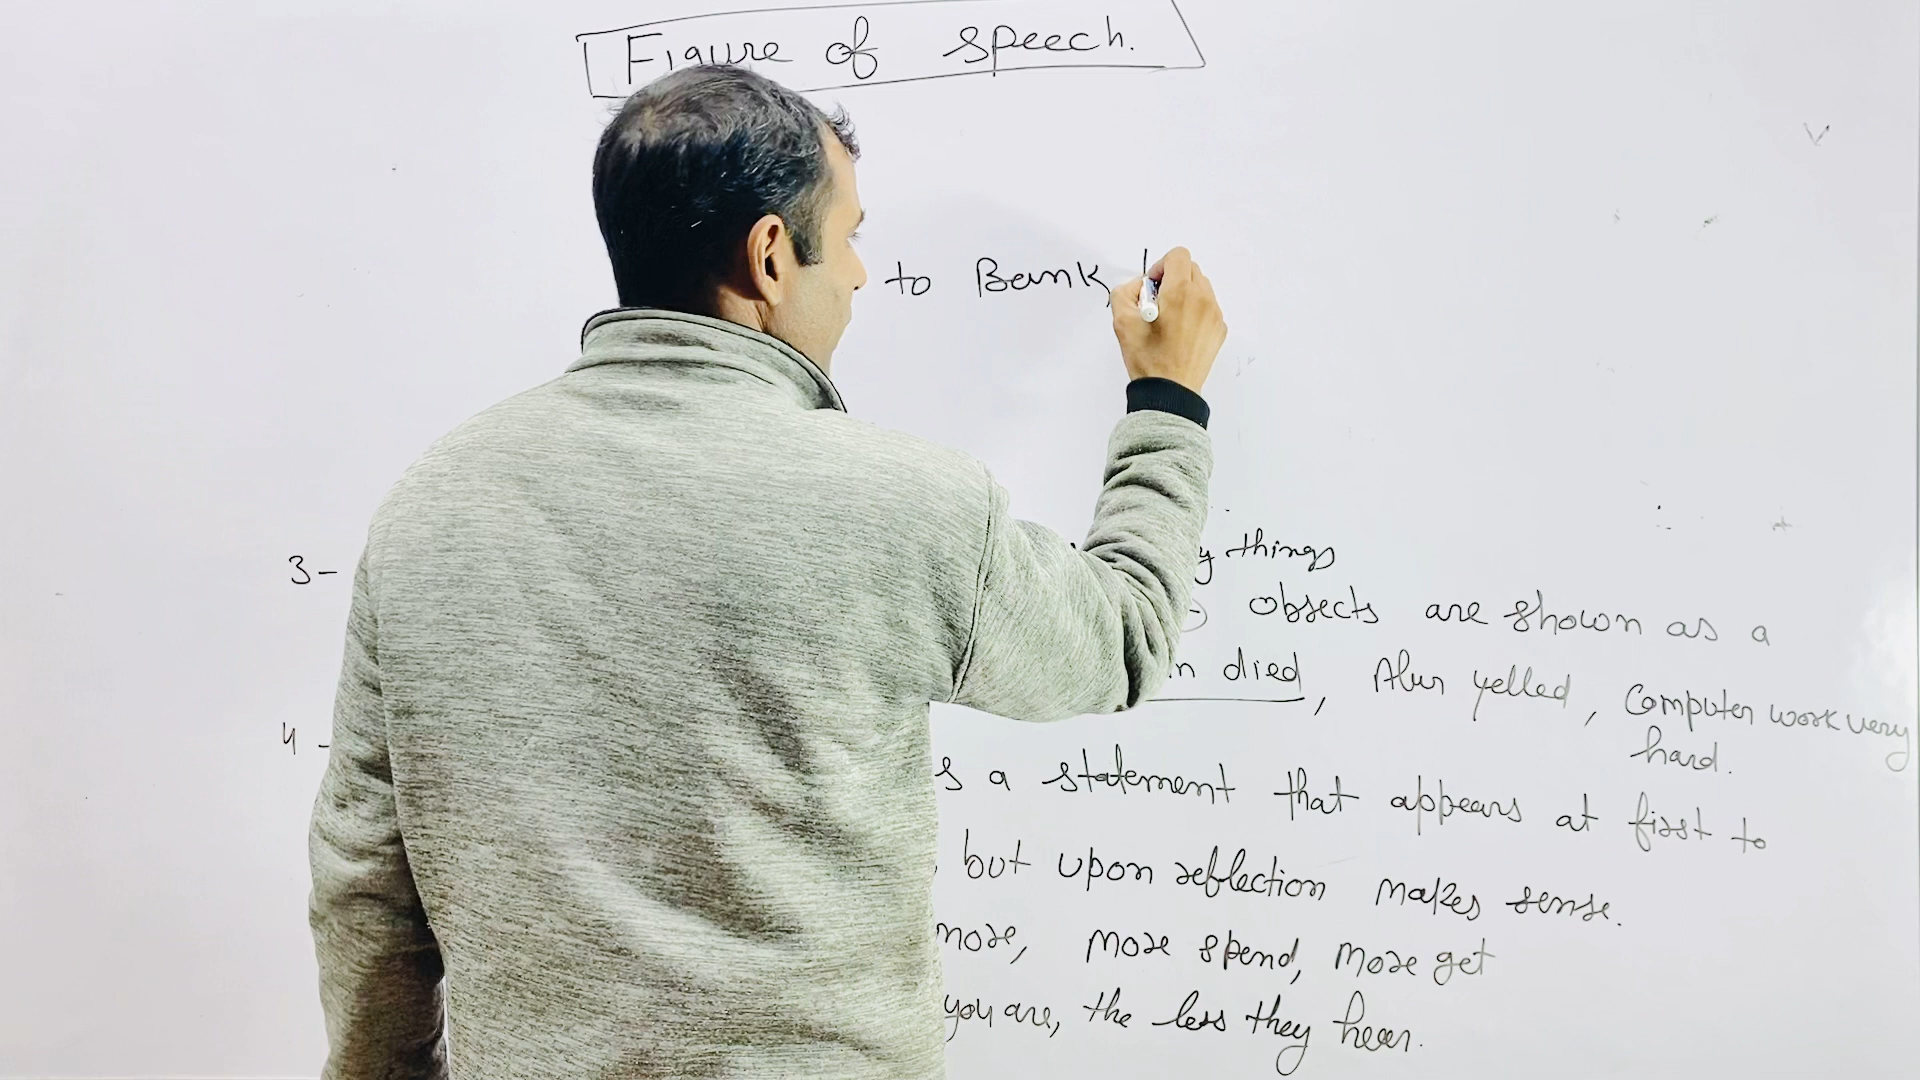 Figure of speech.
to Bank,
3- things
objects are shown as a
died, yelled, Computer work very
hard.
4 - a statement that appears at first to
but upon reflection makes sense.
more, more spend, more get
you are, the less they hear.